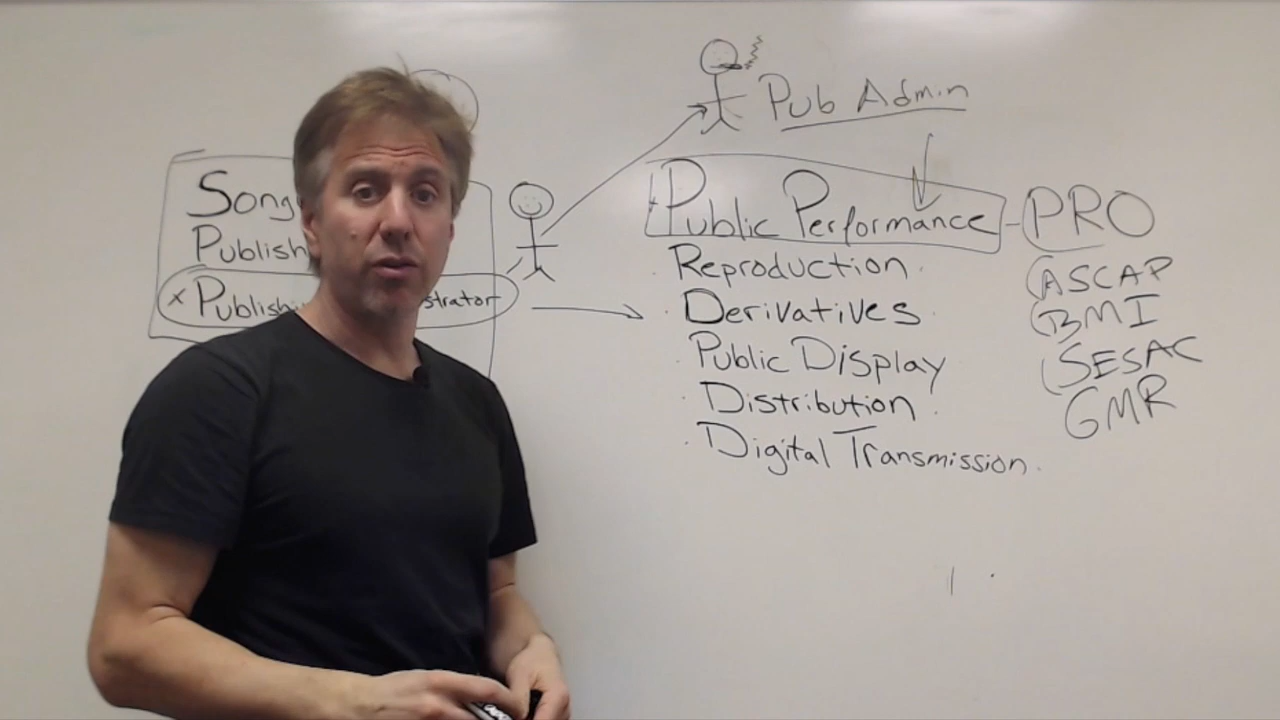 Pub Admin
Song
Publish
x Publishi strator
Public Performance - PRO
Reproduction
Derivatives
Public Display
Distribution
Digital Transmission
ASCAP
BMI
SESAC
GMR